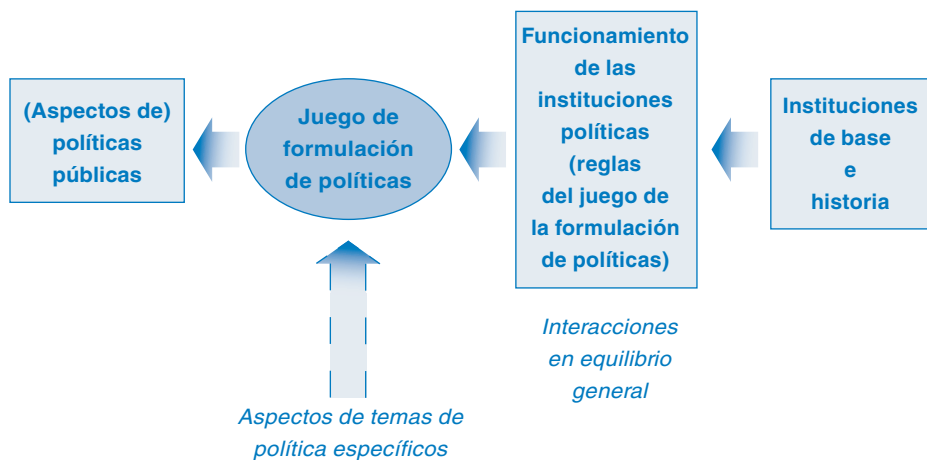 (Aspectos de)
políticas
públicas
Juego de
formulación
de políticas
Funcionamiento
de las
instituciones
políticas
(reglas
del juego de
la formulación
de políticas)
Instituciones
de base
e
historia
Interacciones
en equilibrio
general
Aspectos de temas de
política específicos